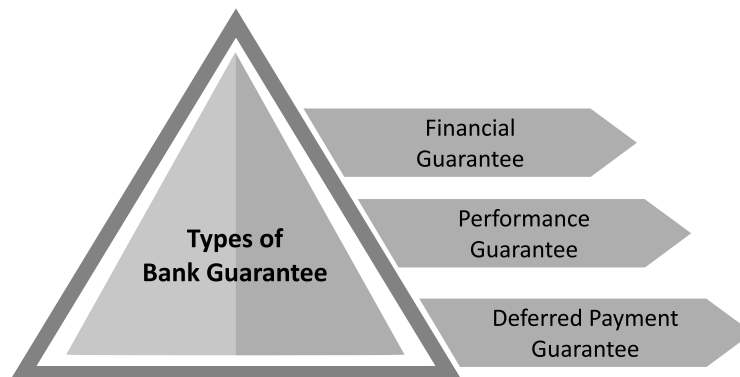 Financial
Guarantee
Performance
Guarantee
Types of
Bank Guarantee
Deferred Payment
Guarantee